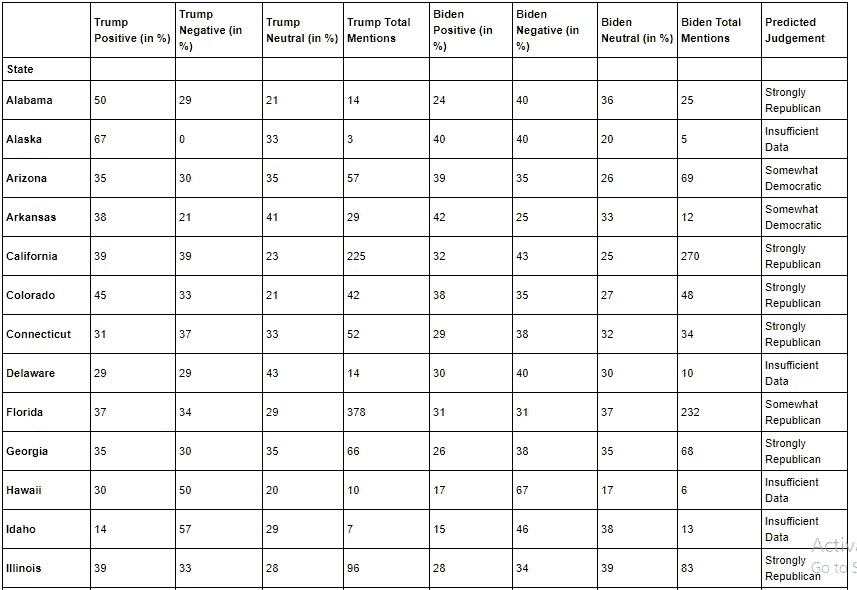 Trump Positive (in %) Trump Negative (in %) Trump Neutral (in %) Trump Total Mentions Biden Positive (in %) Biden Negative (in %) Biden Neutral (in %) Biden Total Mentions Predicted Judgement
State
Alabama 50 29 21 14 24 40 36 25 Strongly Republican
Alaska 67 0 33 3 40 40 20 5 Insufficient Data
Arizona 35 30 35 57 39 35 26 69 Somewhat Democratic
Arkansas 38 21 41 29 42 25 33 12 Somewhat Democratic
California 39 39 23 225 32 43 25 270 Strongly Republican
Colorado 45 33 21 42 38 35 27 48 Strongly Republican
Connecticut 31 37 33 52 29 38 32 34 Strongly Republican
Delaware 29 29 43 14 30 40 30 10 Insufficient Data
Florida 37 34 29 378 31 31 37 232 Somewhat Republican
Georgia 35 30 35 66 26 38 35 68 Strongly Republican
Hawaii 30 50 20 10 17 67 17 6 Insufficient Data
Idaho 14 57 29 7 15 46 38 13 Insufficient Data
Illinois 39 33 28 96 28 34 39 83 Strongly Republican
Activ
Go to S